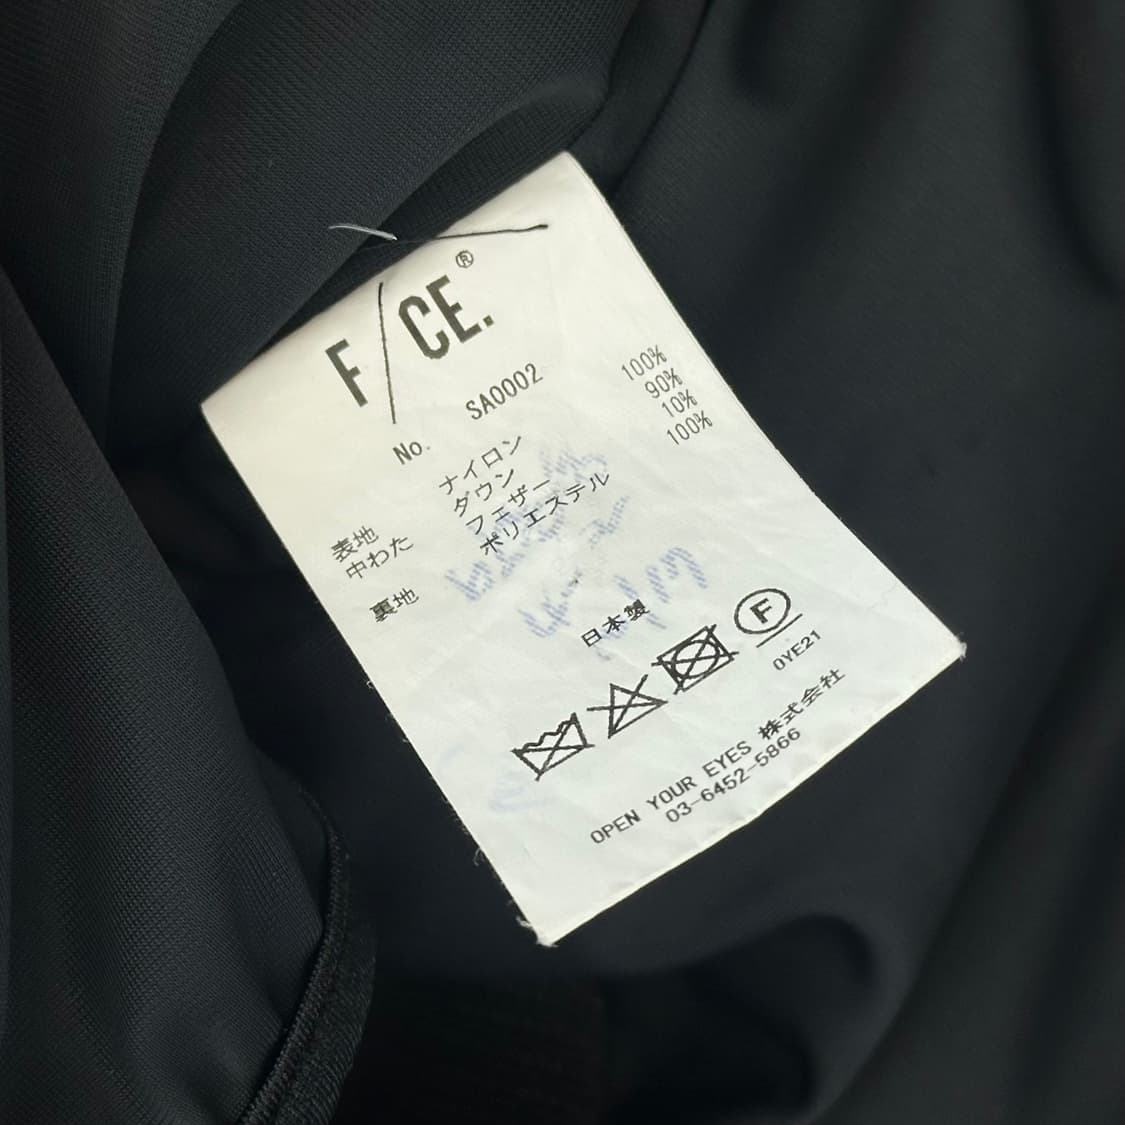 F/CE.®
No. SA0002
表地 ナイロン 100%
中わた ダウン 90%
フェザー 10%
裏地 ポリエステル 100%
日本製
F
OYE21
OPEN YOUR EYES 株式会社
03-6452-5866